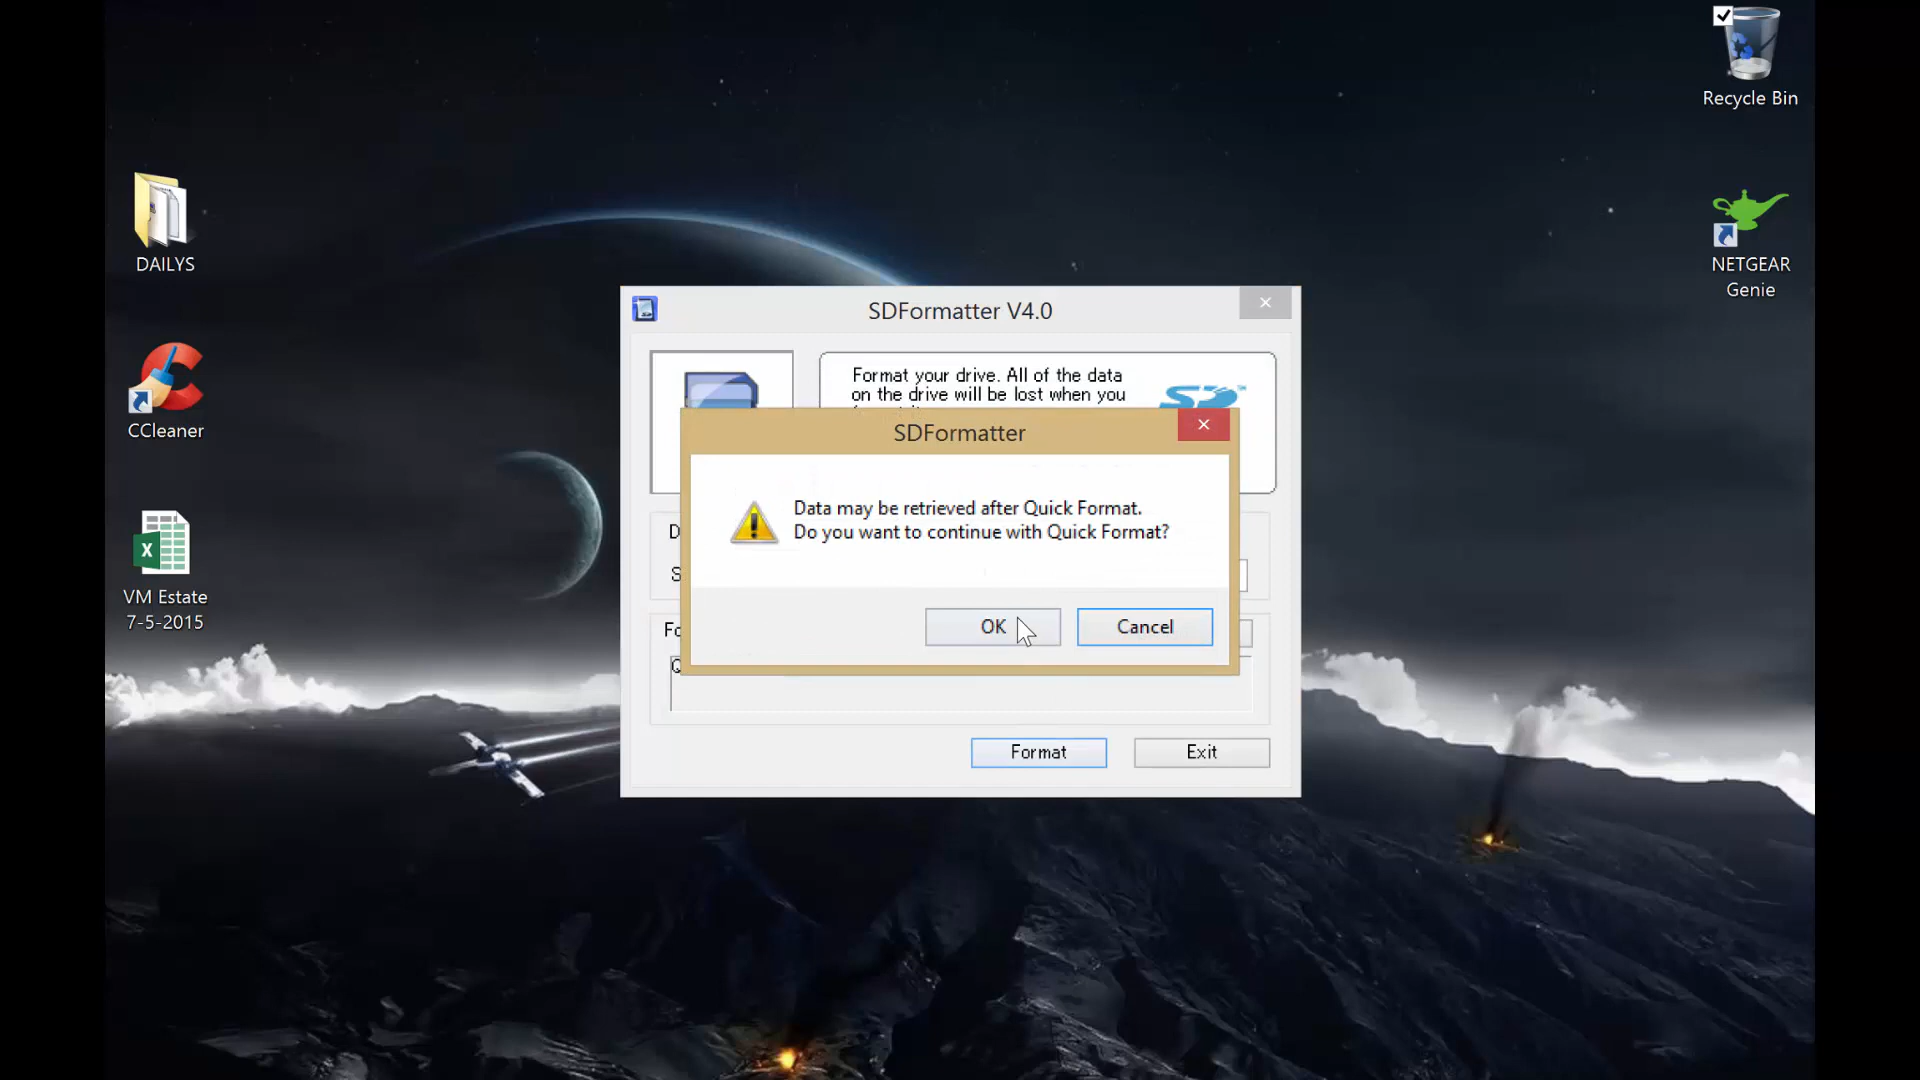 Recycle Bin
DAILYS
NETGEAR
Genie
CCleaner
VM Estate
7-5-2015
SDFormatter V4.0
Format your drive. All of the data
on the drive will be lost when you
SD
SDFormatter
Data may be retrieved after Quick Format.
Do you want to continue with Quick Format?
OK
Cancel
Format
Exit